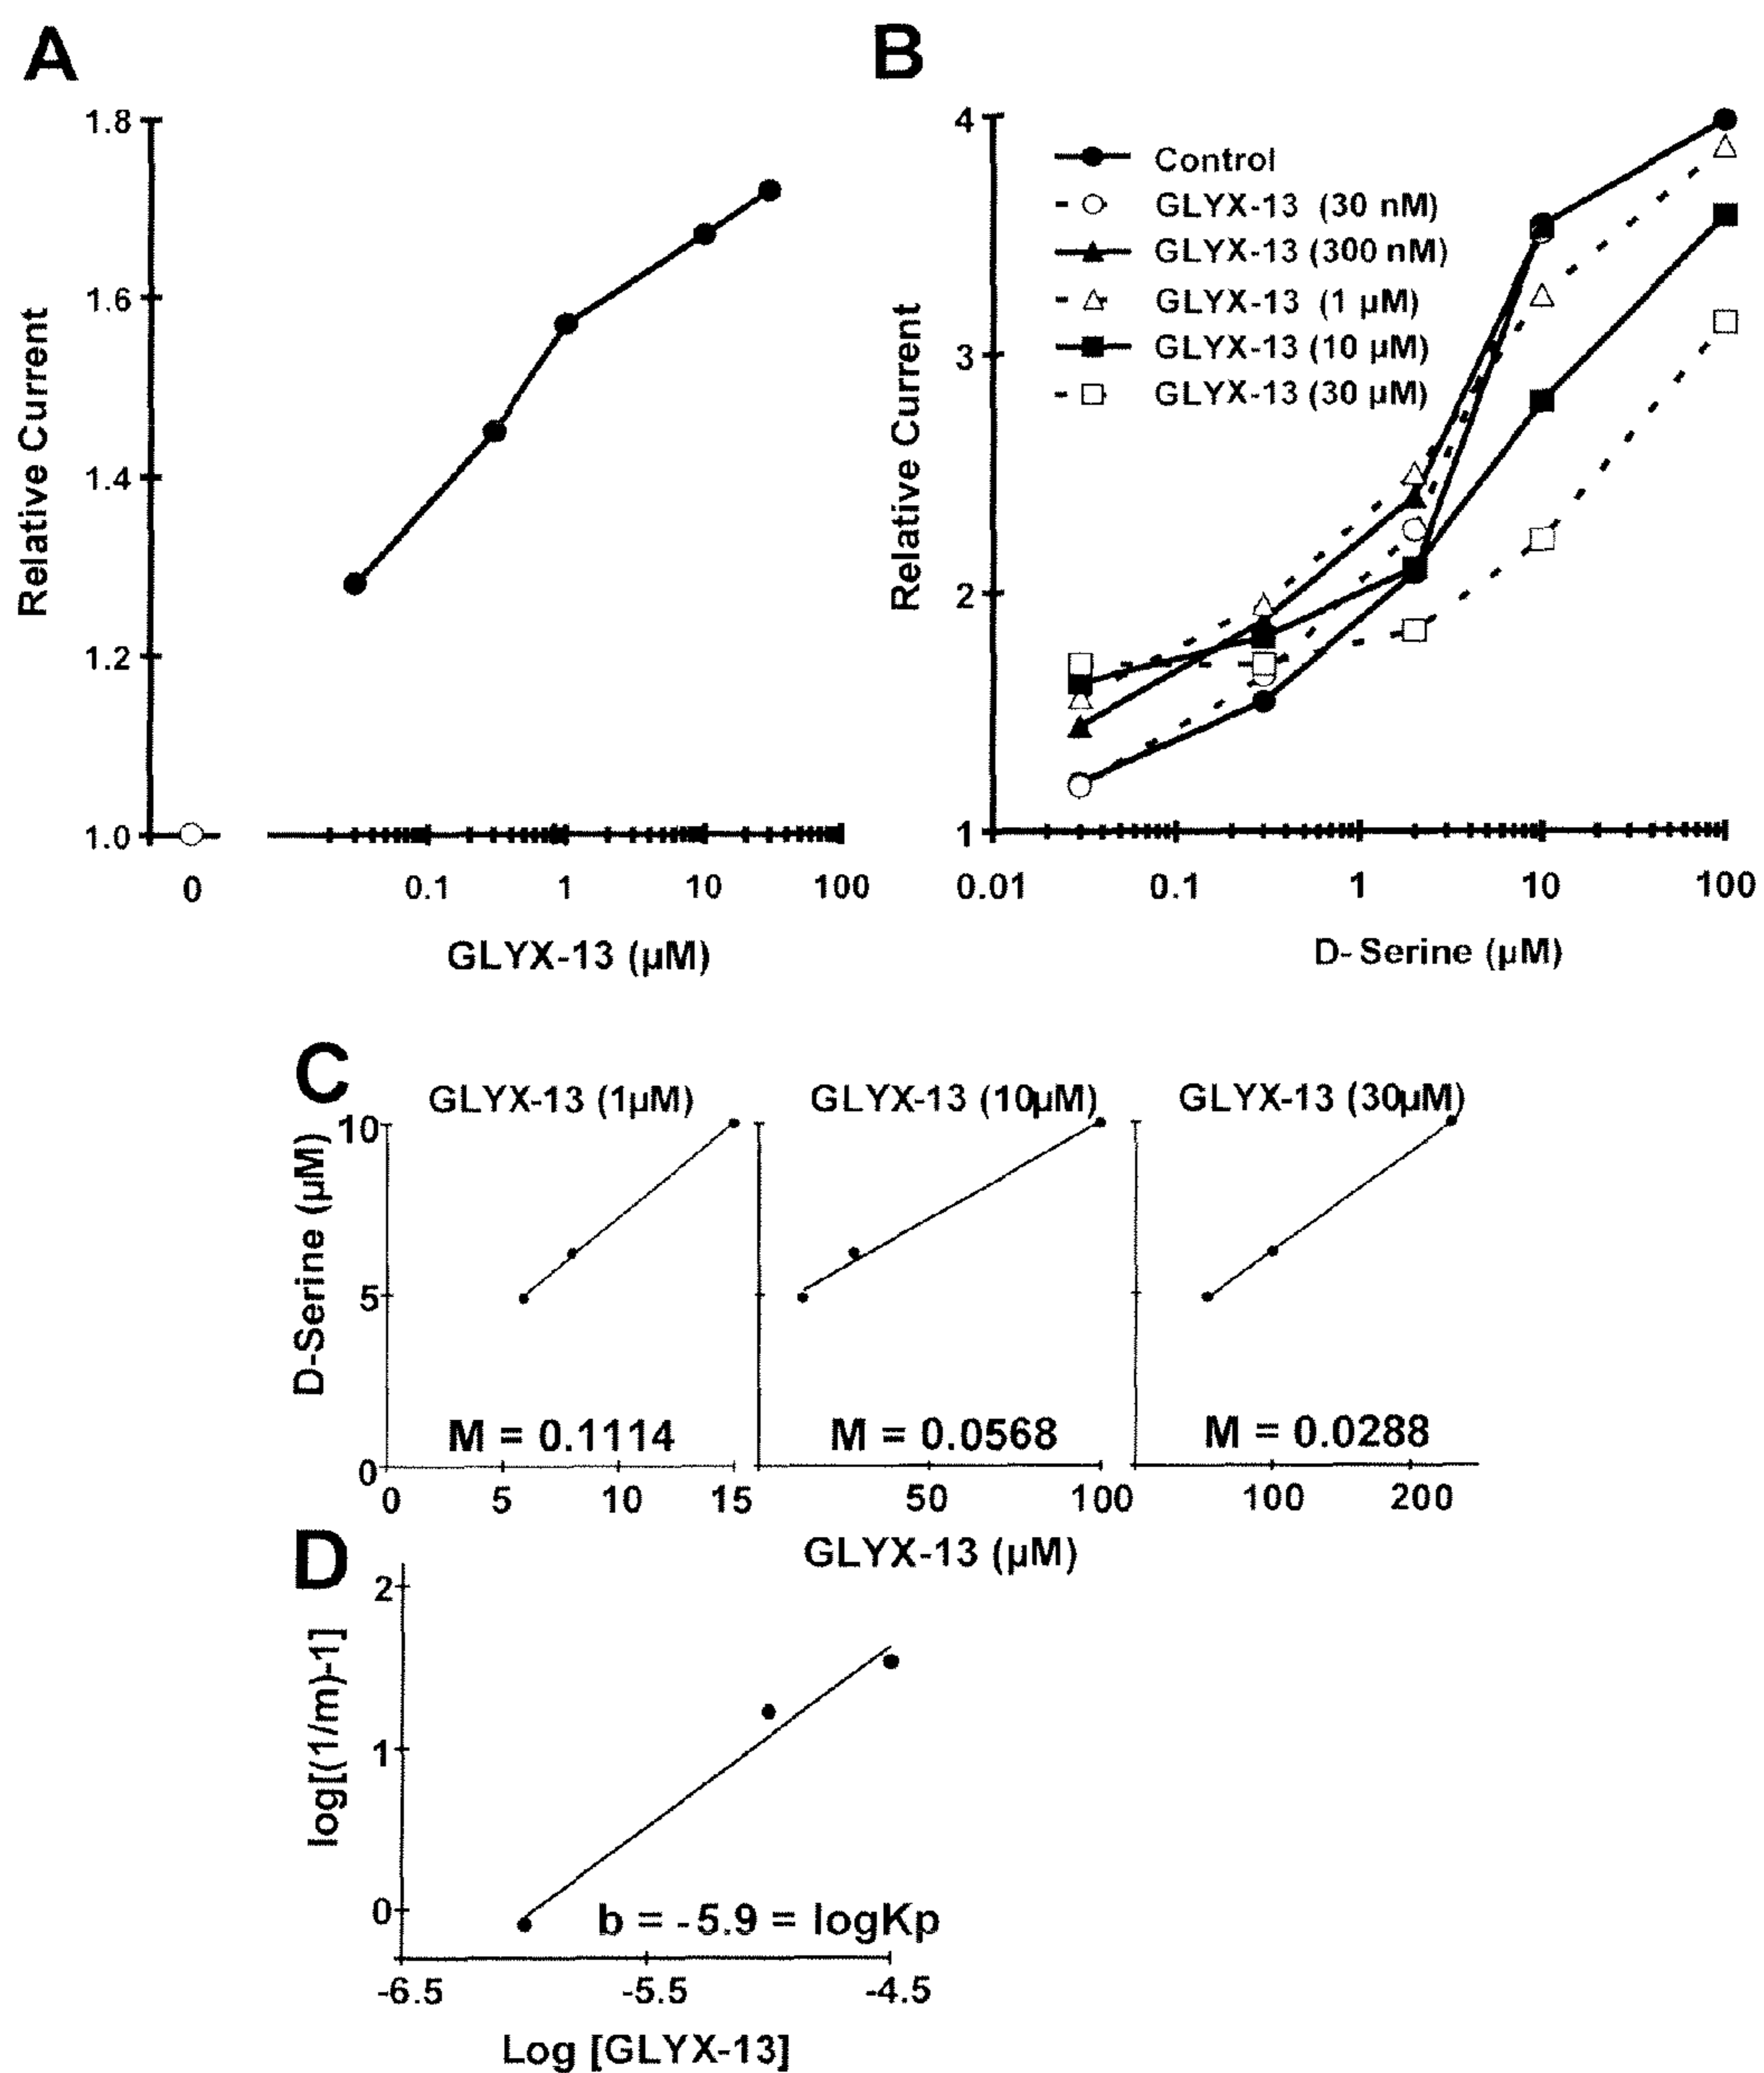 A
1.8
1.6
1.4
1.2
1.0
Relative Current
0 0.1 1 10 100
GLYX-13 (µM)
B
4
3
2
1
Relative Current
Control
GLYX-13 (30 nM)
GLYX-13 (300 nM)
GLYX-13 (1 µM)
GLYX-13 (10 µM)
GLYX-13 (30 µM)
0.01 0.1 1 10 100
D-Serine (µM)
C
GLYX-13 (1µM) GLYX-13 (10µM) GLYX-13 (30µM)
10
5
0
D-Serine (µM)
M = 0.1114 M = 0.0568 M = 0.0288
0 5 10 15 50 100 100 200
GLYX-13 (µM)
D
2
1
0
log[(1/m)-1]
b = -5.9 = logKp
-6.5 -5.5 -4.5
Log [GLYX-13]